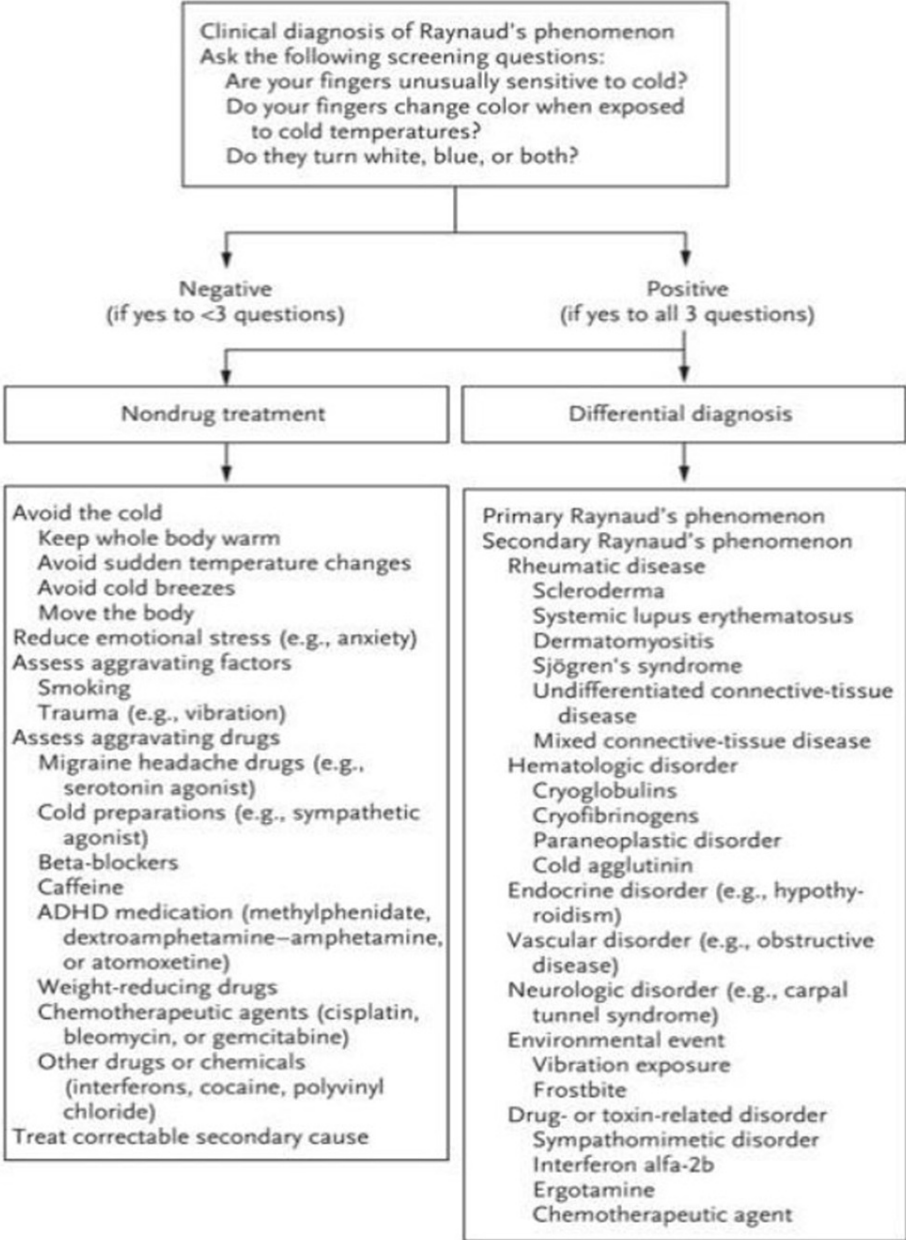 Clinical diagnosis of Raynaud's phenomenon
Ask the following screening questions:
Are your fingers unusually sensitive to cold?
Do your fingers change color when exposed
to cold temperatures?
Do they turn white, blue, or both?
Negative
(if yes to <3 questions)
Positive
(if yes to all 3 questions)
Nondrug treatment
Differential diagnosis
Avoid the cold
Keep whole body warm
Avoid sudden temperature changes
Avoid cold breezes
Move the body
Reduce emotional stress (e.g., anxiety)
Assess aggravating factors
Smoking
Trauma (e.g., vibration)
Assess aggravating drugs
Migraine headache drugs (e.g.,
serotonin agonist)
Cold preparations (e.g., sympathetic
agonist)
Beta-blockers
Caffeine
ADHD medication (methylphenidate,
dextroamphetamine–amphetamine,
or atomoxetine)
Weight-reducing drugs
Chemotherapeutic agents (cisplatin,
bleomycin, or gemcitabine)
Other drugs or chemicals
(interferons, cocaine, polyvinyl
chloride)
Treat correctable secondary cause
Primary Raynaud's phenomenon
Secondary Raynaud's phenomenon
Rheumatic disease
Scleroderma
Systemic lupus erythematosus
Dermatomyositis
Sjögren's syndrome
Undifferentiated connective-tissue
disease
Mixed connective-tissue disease
Hematologic disorder
Cryoglobulins
Cryofibrinogens
Paraneoplastic disorder
Cold agglutinin
Endocrine disorder (e.g., hypothy-
roidism)
Vascular disorder (e.g., obstructive
disease)
Neurologic disorder (e.g., carpal
tunnel syndrome)
Environmental event
Vibration exposure
Frostbite
Drug- or toxin-related disorder
Sympathomimetic disorder
Interferon alfa-2b
Ergotamine
Chemotherapeutic agent